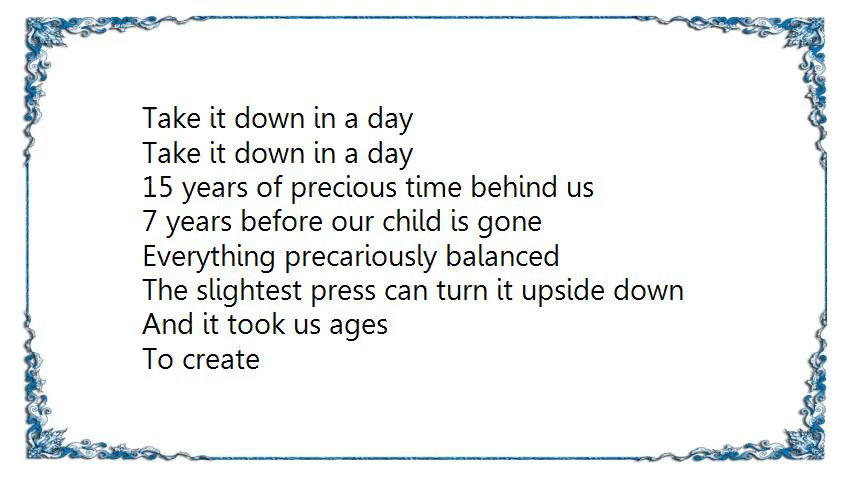 Take it down in a day
Take it down in a day
15 years of precious time behind us
7 years before our child is gone
Everything precariously balanced
The slightest press can turn it upside down
And it took us ages
To create